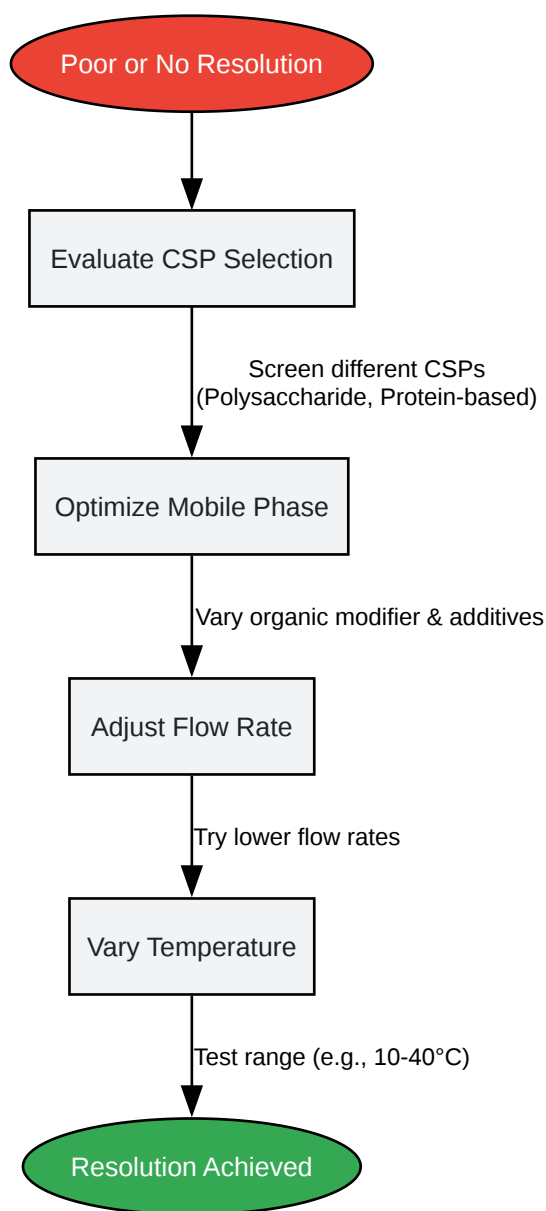 Poor or No Resolution
Evaluate CSP Selection
Screen different CSPs
(Polysaccharide, Protein-based)
Optimize Mobile Phase
Vary organic modifier & additives
Adjust Flow Rate
Try lower flow rates
Vary Temperature
Test range (e.g., 10-40°C)
Resolution Achieved